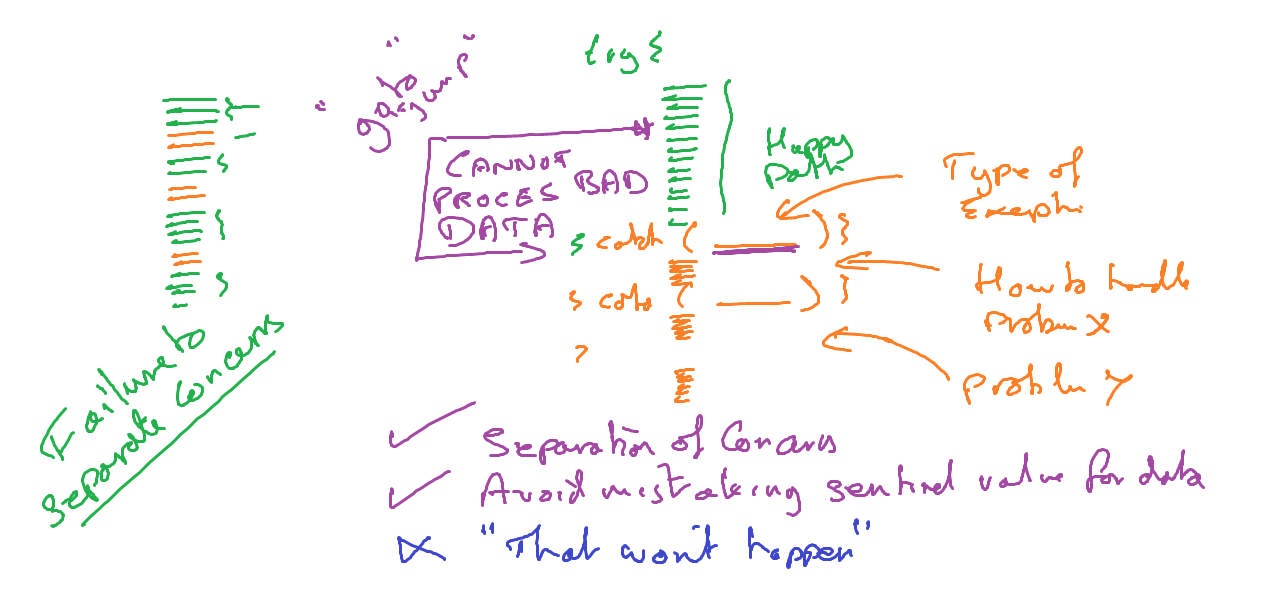 try {
"goto"
"jump"
CANNOT
PROCES BAD
DATA
Happy
Path
} catch ( ) {
Type of
} catch ( ) {
How to handle
Problem X
?
Problem Y
Failure to
Separate Concerns
Separation of Concerns
Avoid mistaking sentinel value for data
"That won't happen"